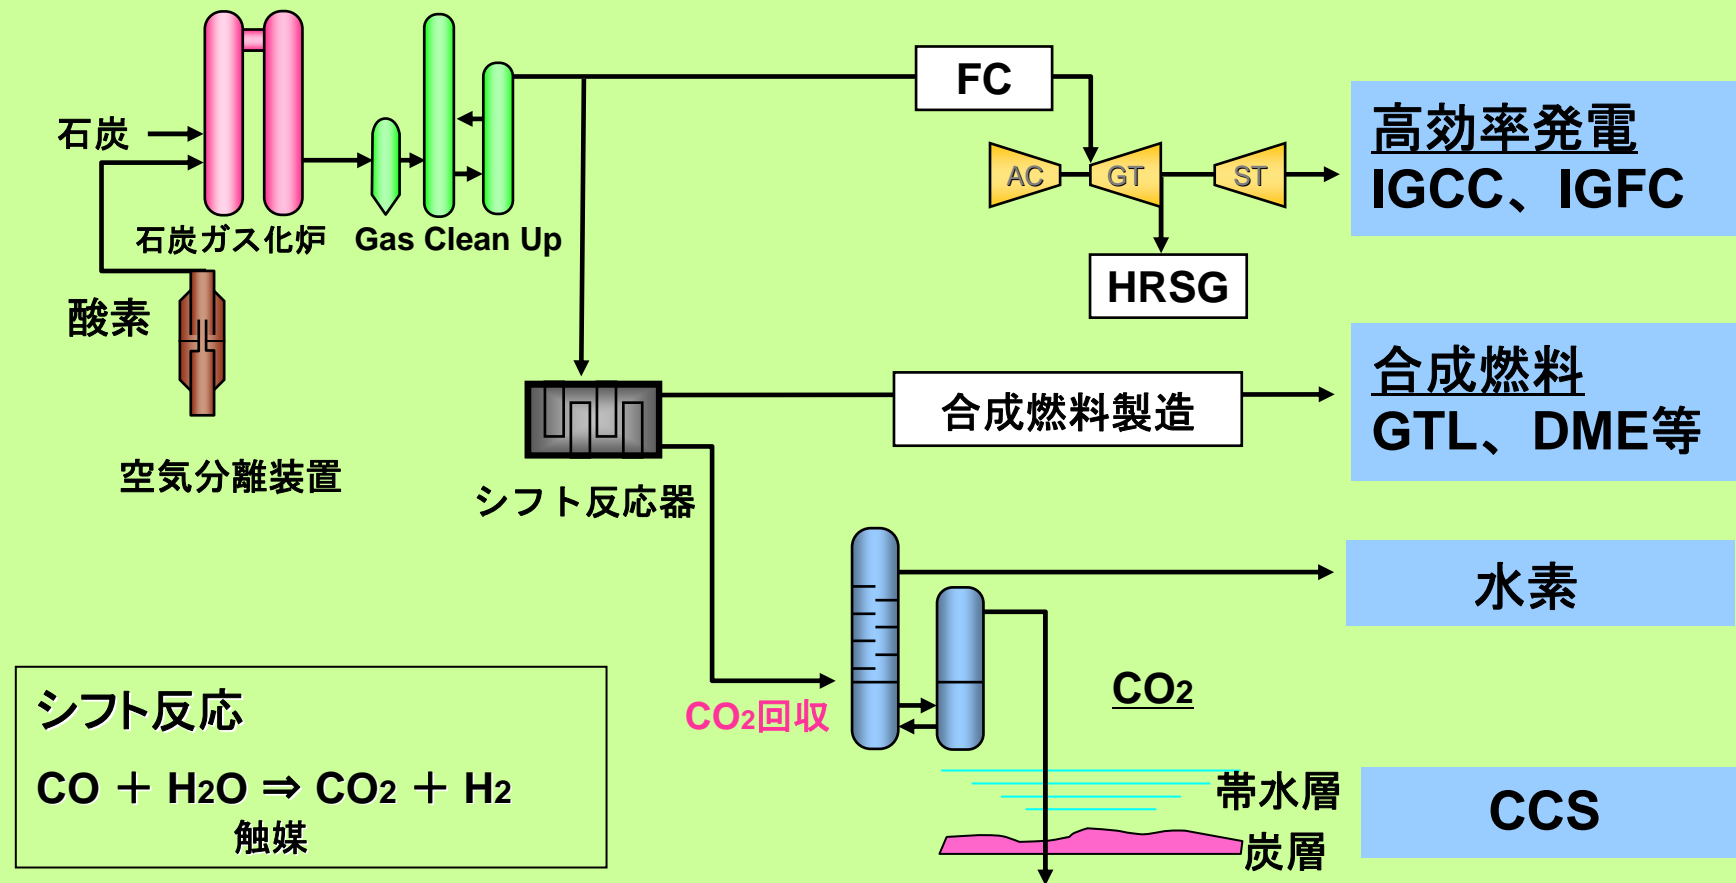 FC
石炭
AC
GT
ST
高効率発電
IGCC、IGFC
石炭ガス化炉
Gas Clean Up
HRSG
酸素
空気分離装置
合成燃料製造
合成燃料
GTL、DME等
シフト反応器
水素
CO2回収
CO2
シフト反応
CO + H2O ⇒ CO2 + H2
触媒
帯水層
炭層
CCS